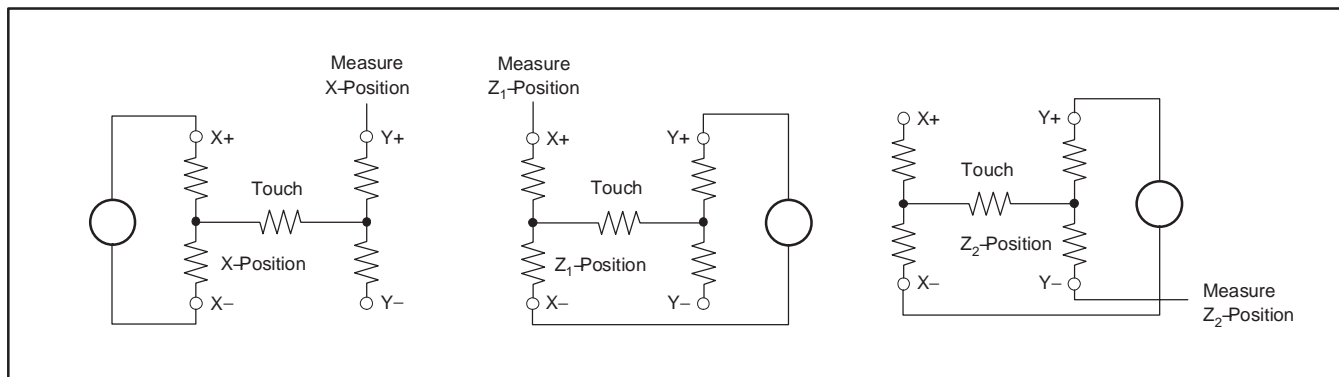 Measure
X–Position
X+
Y+
Touch
X–Position
X–
Y–
Measure
Z₁–Position
X+
Y+
Touch
Z₁–Position
X–
Y–
X+
Y+
Touch
Z₂–Position
X–
Y–
Measure
Z₂–Position